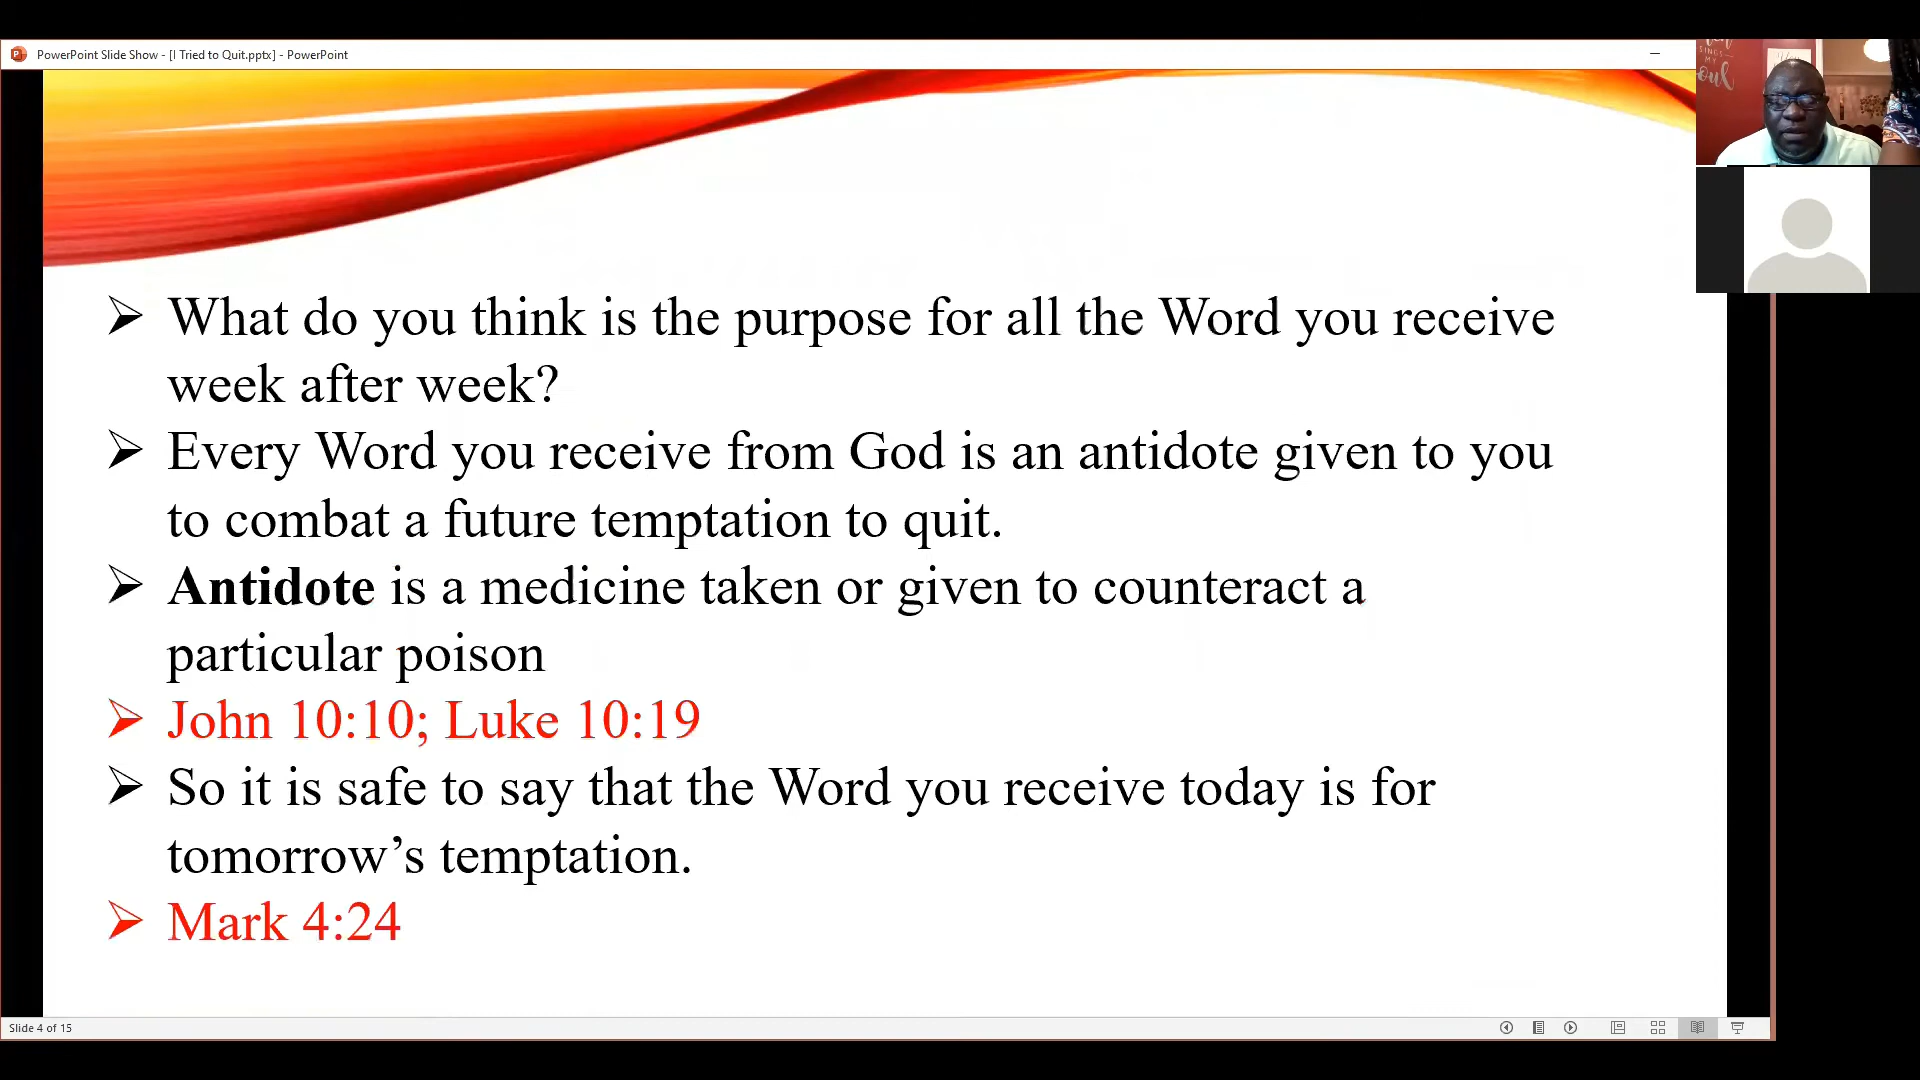 PowerPoint Slide Show - [I Tried to Quit.pptx] - PowerPoint
SINGS
MY
oul
➢ What do you think is the purpose for all the Word you receive
week after week?
➢ Every Word you receive from God is an antidote given to you
to combat a future temptation to quit.
➢ Antidote is a medicine taken or given to counteract a
particular poison
➢ John 10:10; Luke 10:19
➢ So it is safe to say that the Word you receive today is for
tomorrow’s temptation.
➢ Mark 4:24
Slide 4 of 15